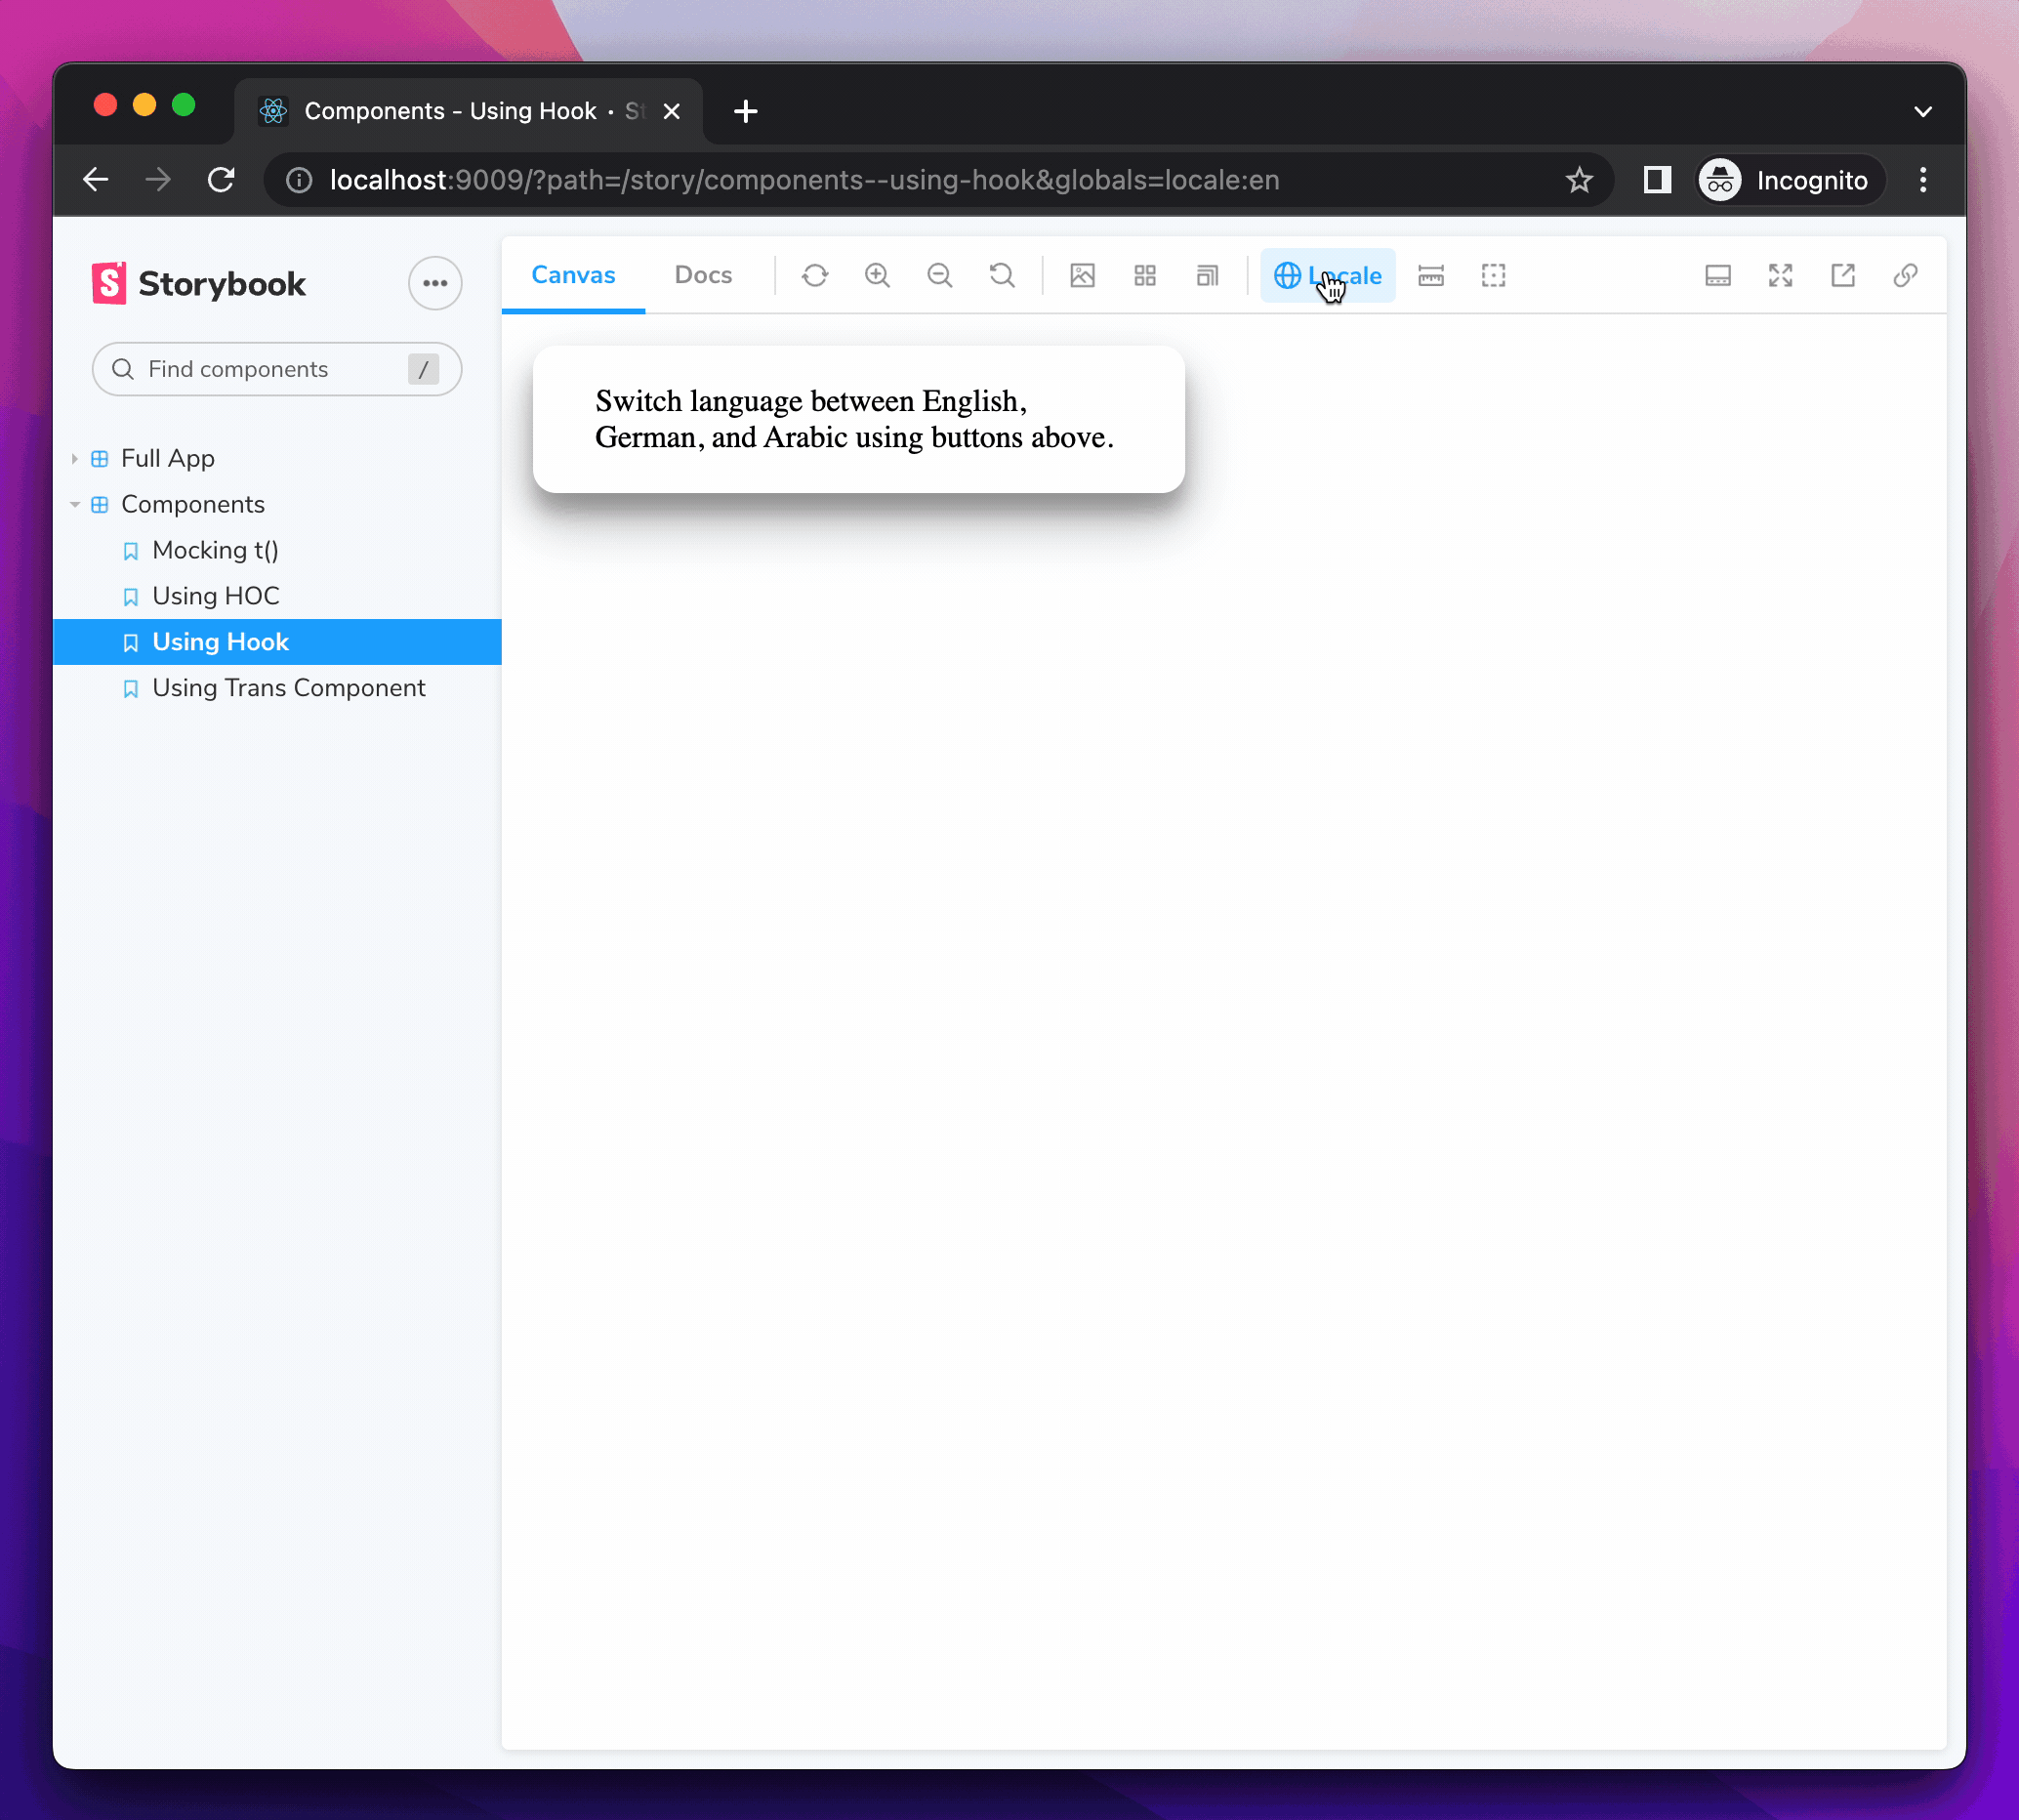 Components - Using Hook · St
localhost:9009/?path=/story/components--using-hook&globals=locale:en
Incognito
Storybook
Find components
/
Full App
Components
Mocking t()
Using HOC
Using Hook
Using Trans Component
Canvas
Docs
Locale
Switch language between English,
German, and Arabic using buttons above.